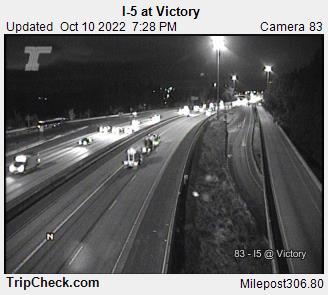 I-5 at Victory
Updated Oct 10 2022 7:28 PM Camera 83
T
N
83 - I5 @ Victory
TripCheck.com Milepost306.80